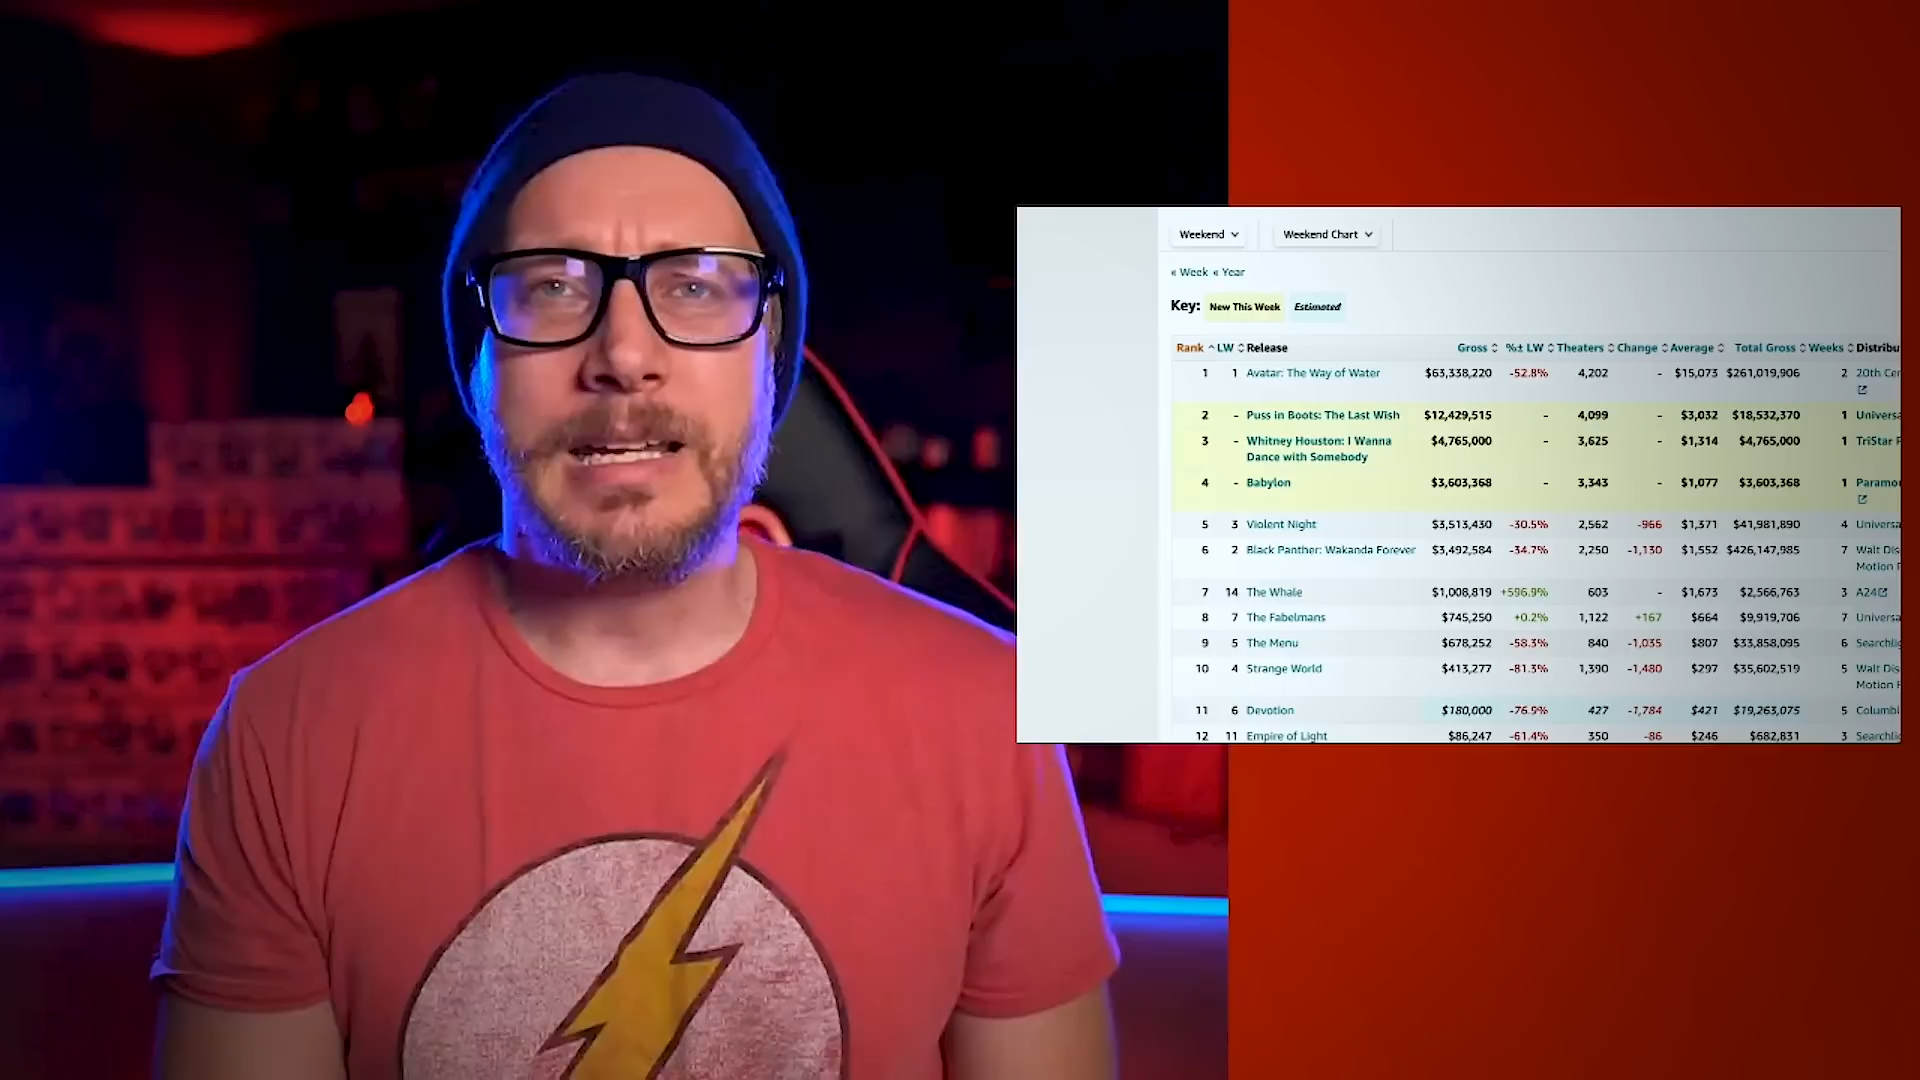 Weekend Weekend Chart
« Week « Year
Key: New This Week Estimated
Rank LW Release Gross %± LW Theaters Change Average Total Gross Weeks Distribu
1 1 Avatar: The Way of Water $63,338,220 -52.8% 4,202 - $15,073 $261,019,906 2 20th Cen
2 - Puss in Boots: The Last Wish $12,429,515 - 4,099 - $3,032 $18,532,370 1 Universa
3 - Whitney Houston: I Wanna $4,765,000 - 3,625 - $1,314 $4,765,000 1 TriStar P
Dance with Somebody
4 - Babylon $3,603,368 - 3,343 - $1,077 $3,603,368 1 Paramou
5 3 Violent Night $3,513,430 -30.5% 2,562 -966 $1,371 $41,981,890 4 Universa
6 2 Black Panther: Wakanda Forever $3,492,584 -34.7% 2,250 -1,130 $1,552 $426,147,985 7 Walt Dis
Motion P
7 14 The Whale $1,008,819 +596.9% 603 - $1,673 $2,566,763 3 A24
8 7 The Fabelmans $745,250 +0.2% 1,122 +167 $664 $9,919,706 7 Universa
9 5 The Menu $678,252 -58.3% 840 -1,035 $807 $33,858,095 6 Searchlig
10 4 Strange World $413,277 -81.3% 1,390 -1,480 $297 $35,602,519 5 Walt Dis
Motion P
11 6 Devotion $180,000 -76.9% 427 -1,784 $421 $19,263,075 5 Columbi
12 11 Empire of Light $86,247 -61.4% 350 -86 $246 $682,831 3 Searchlig